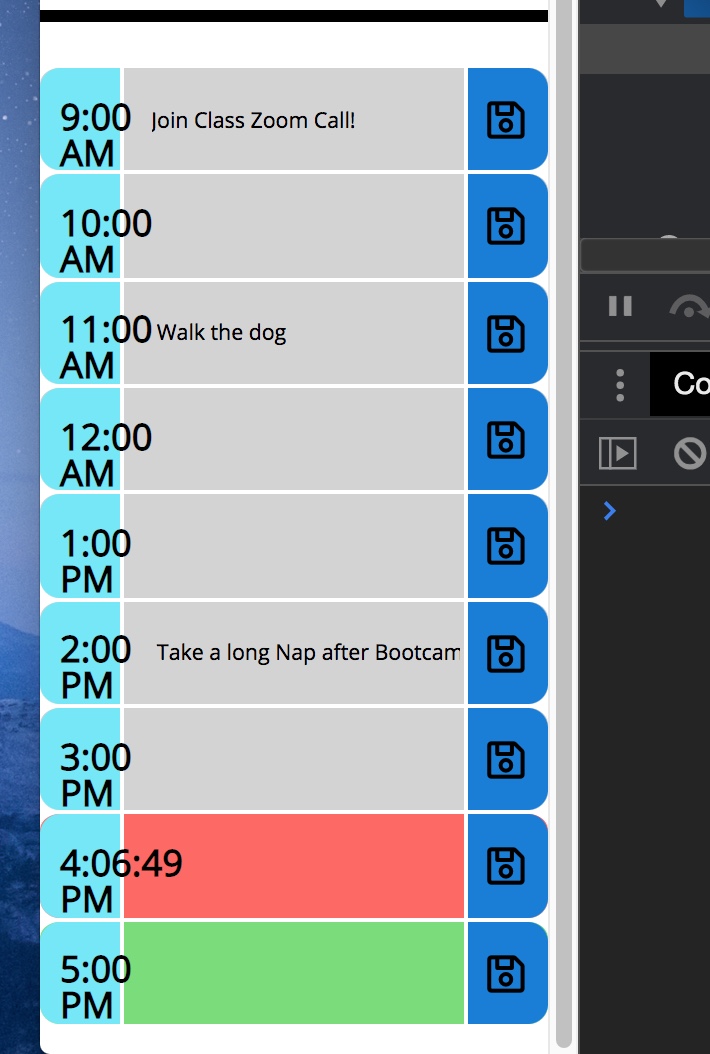 9:00
AM
Join Class Zoom Call!
10:00
AM
11:00
AM
Walk the dog
12:00
AM
1:00
PM
2:00
PM
Take a long Nap after Bootcam
3:00
PM
4:06:49
PM
5:00
PM
Co